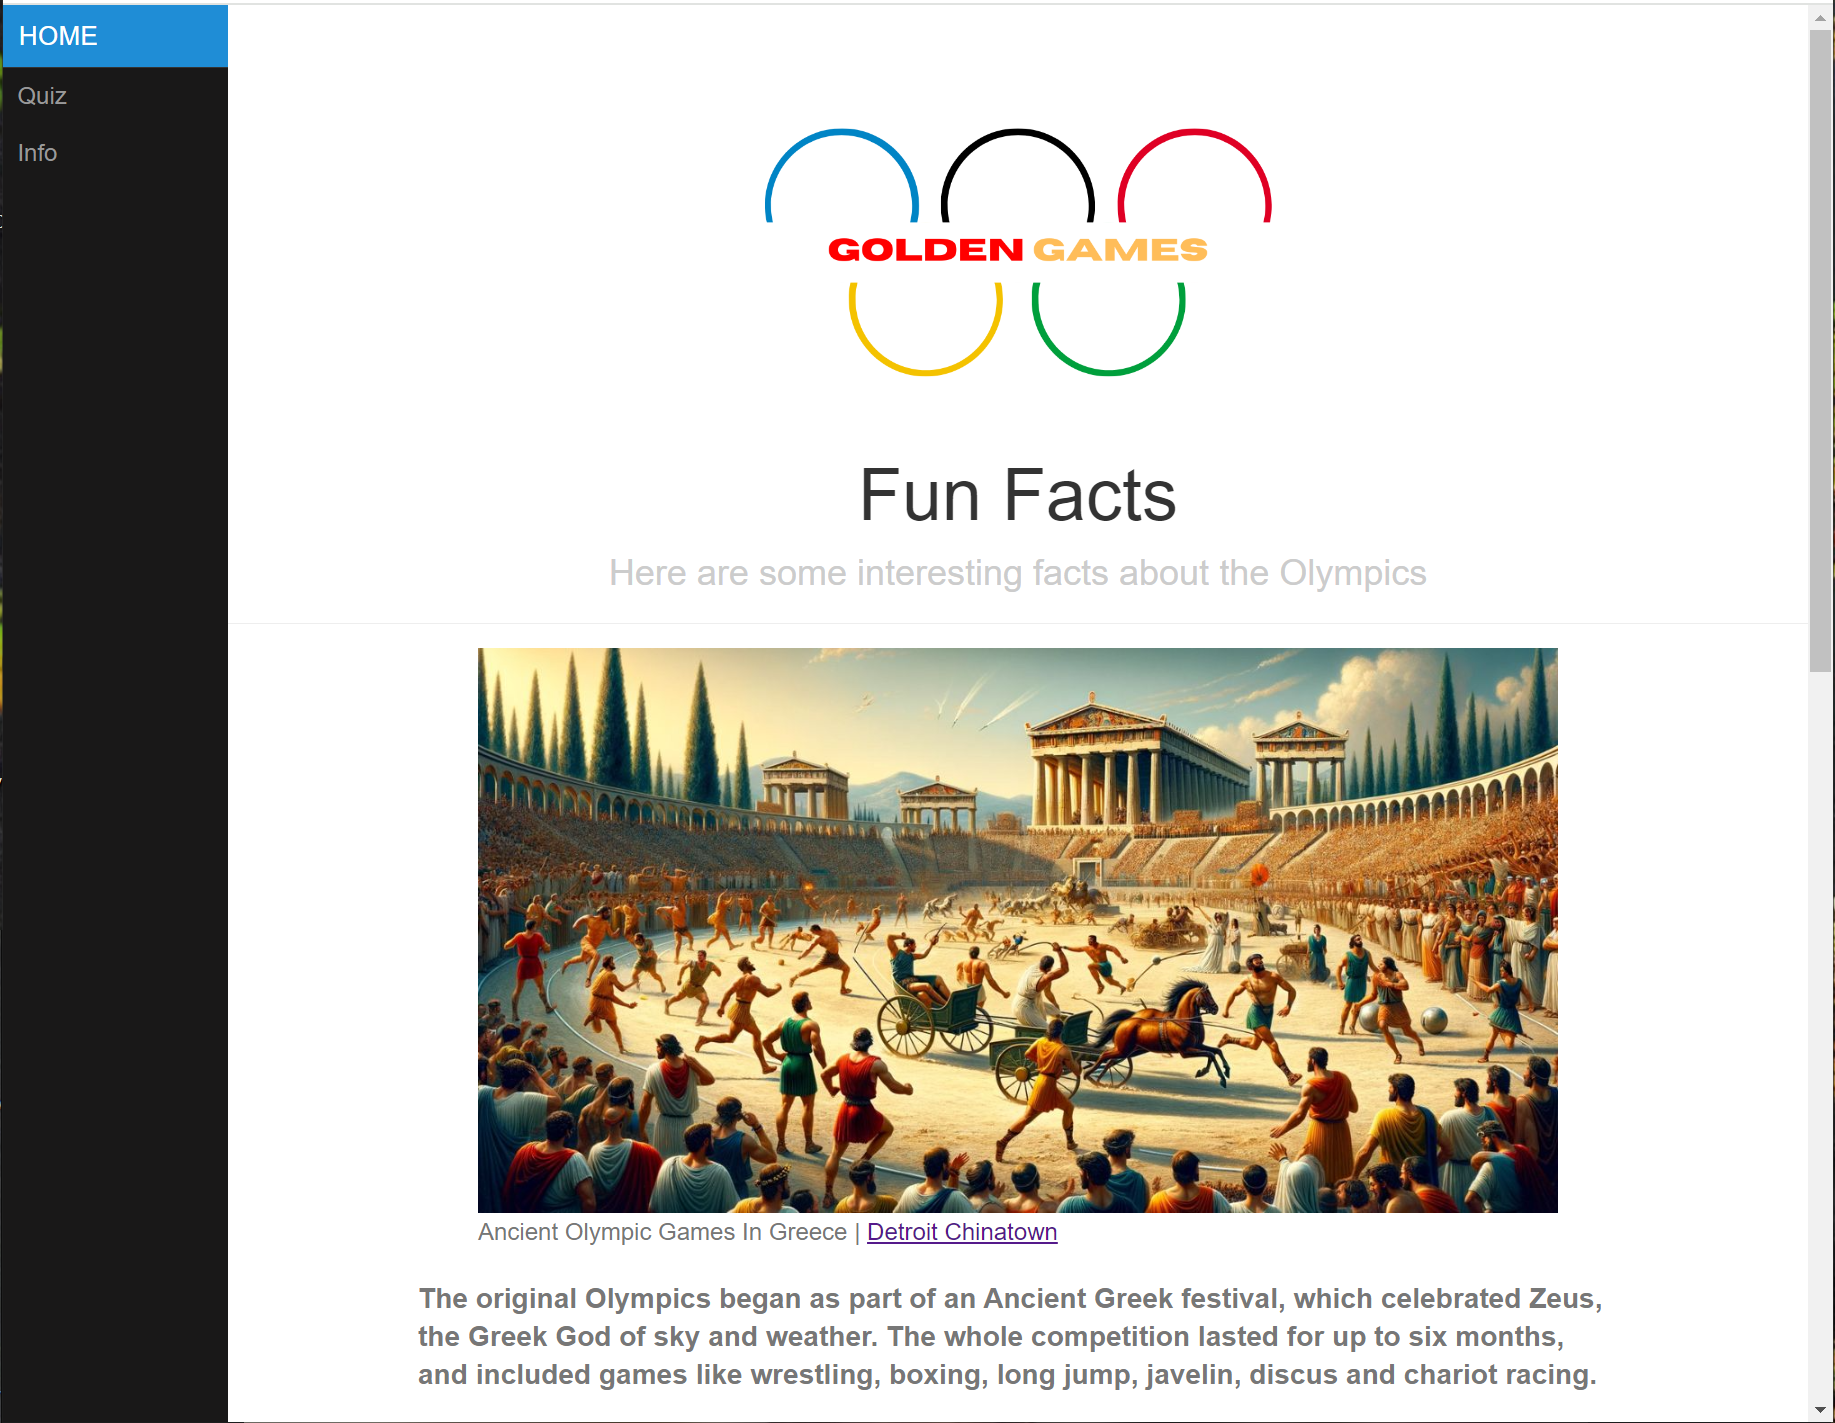 HOME
Quiz
Info
GOLDEN GAMES
Fun Facts
Here are some interesting facts about the Olympics
Ancient Olympic Games In Greece | Detroit Chinatown
The original Olympics began as part of an Ancient Greek festival, which celebrated Zeus,
the Greek God of sky and weather. The whole competition lasted for up to six months,
and included games like wrestling, boxing, long jump, javelin, discus and chariot racing.